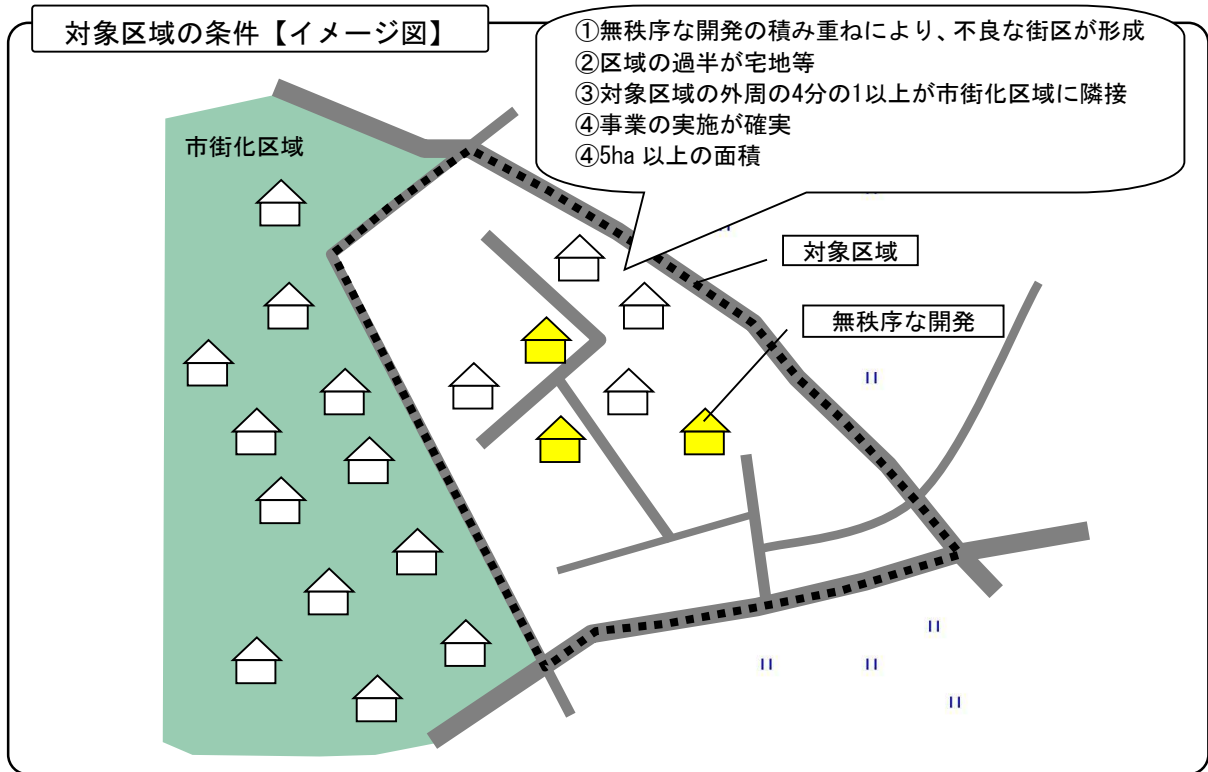 対象区域の条件【イメージ図】
①無秩序な開発の積み重ねにより、不良な街区が形成
②区域の過半が宅地等
③対象区域の外周の4分の1以上が市街化区域に隣接
④事業の実施が確実
④5ha 以上の面積
市街化区域
対象区域
無秩序な開発